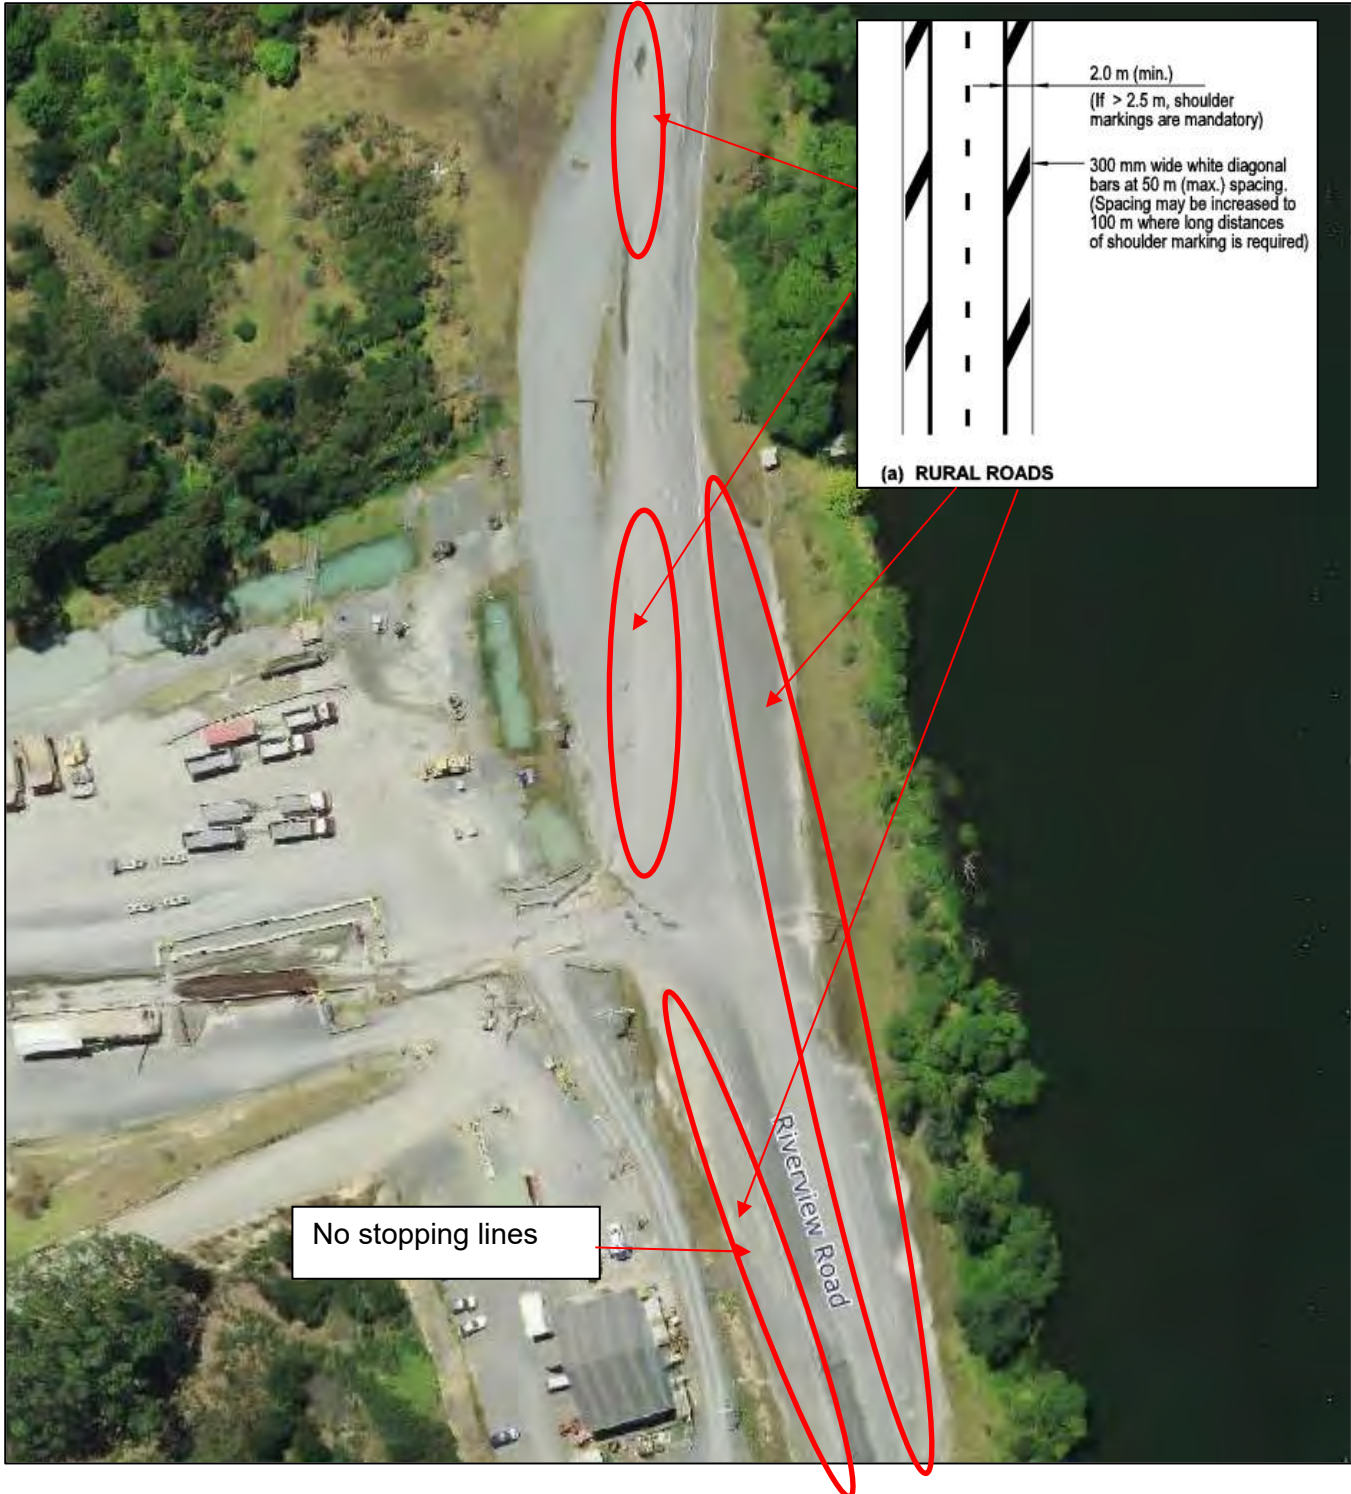 2.0 m (min.)
(If > 2.5 m, shoulder
markings are mandatory)
300 mm wide white diagonal
bars at 50 m (max.) spacing.
(Spacing may be increased to
100 m where long distances
of shoulder marking is required)
(a) RURAL ROADS
Riverview Road
No stopping lines